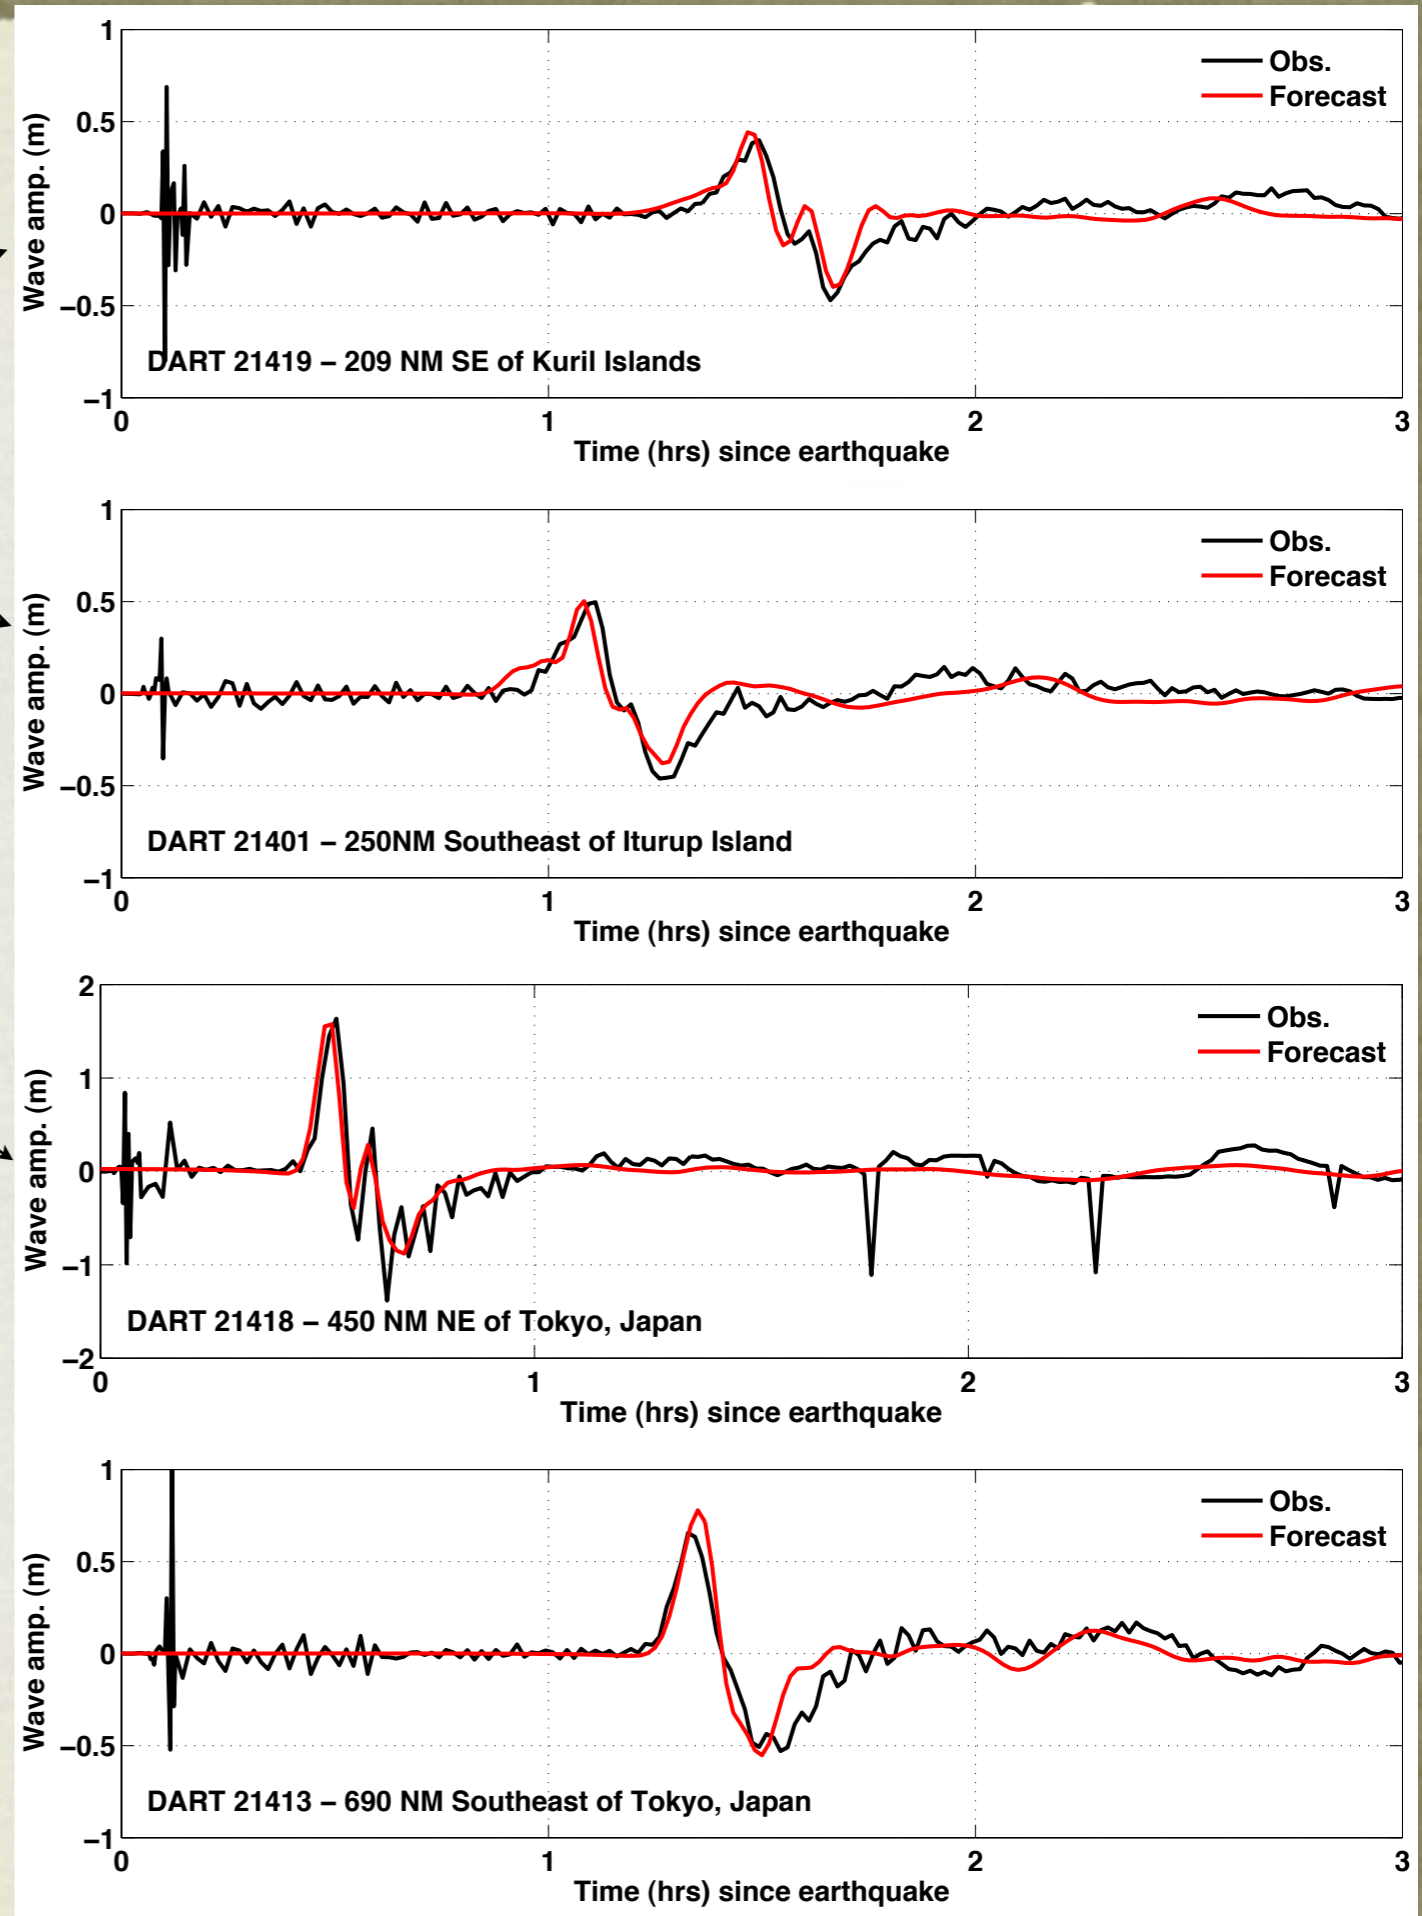 1
Obs.
Forecast
0.5
0
−0.5
−1
Wave amp. (m)
DART 21419 − 209 NM SE of Kuril Islands
0 1 2 3
Time (hrs) since earthquake
1
Obs.
Forecast
0.5
0
−0.5
−1
Wave amp. (m)
DART 21401 − 250NM Southeast of Iturup Island
0 1 2 3
Time (hrs) since earthquake
2
Obs.
Forecast
1
0
−1
−2
Wave amp. (m)
DART 21418 − 450 NM NE of Tokyo, Japan
0 1 2 3
Time (hrs) since earthquake
1
Obs.
Forecast
0.5
0
−0.5
−1
Wave amp. (m)
DART 21413 − 690 NM Southeast of Tokyo, Japan
0 1 2 3
Time (hrs) since earthquake